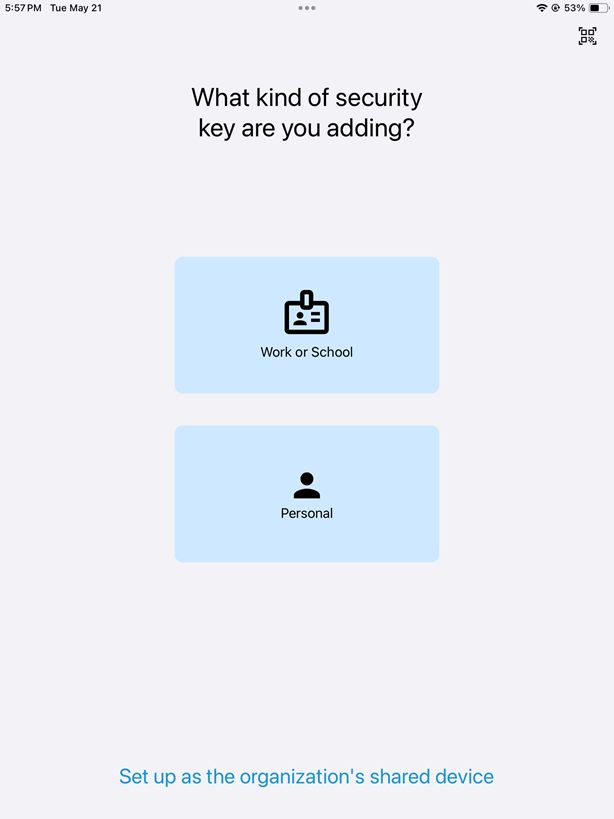 5:57 PM Tue May 21
53%
What kind of security
key are you adding?
Work or School
Personal
Set up as the organization's shared device